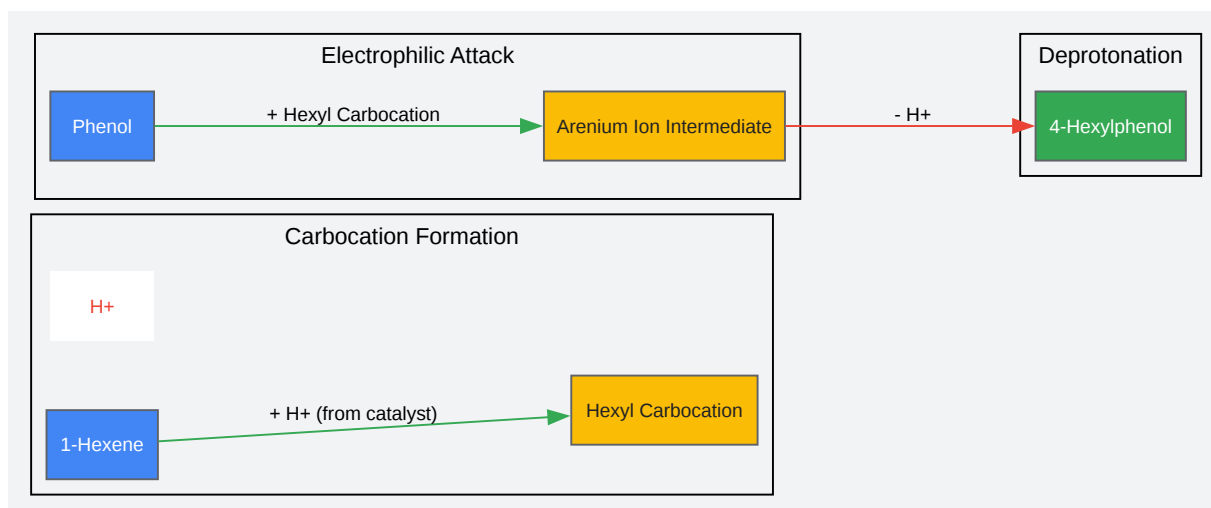 Electrophilic Attack
Deprotonation
Phenol
+ Hexyl Carbocation
Arenium Ion Intermediate
- H+
4-Hexylphenol
Carbocation Formation
H+
1-Hexene
+ H+ (from catalyst)
Hexyl Carbocation